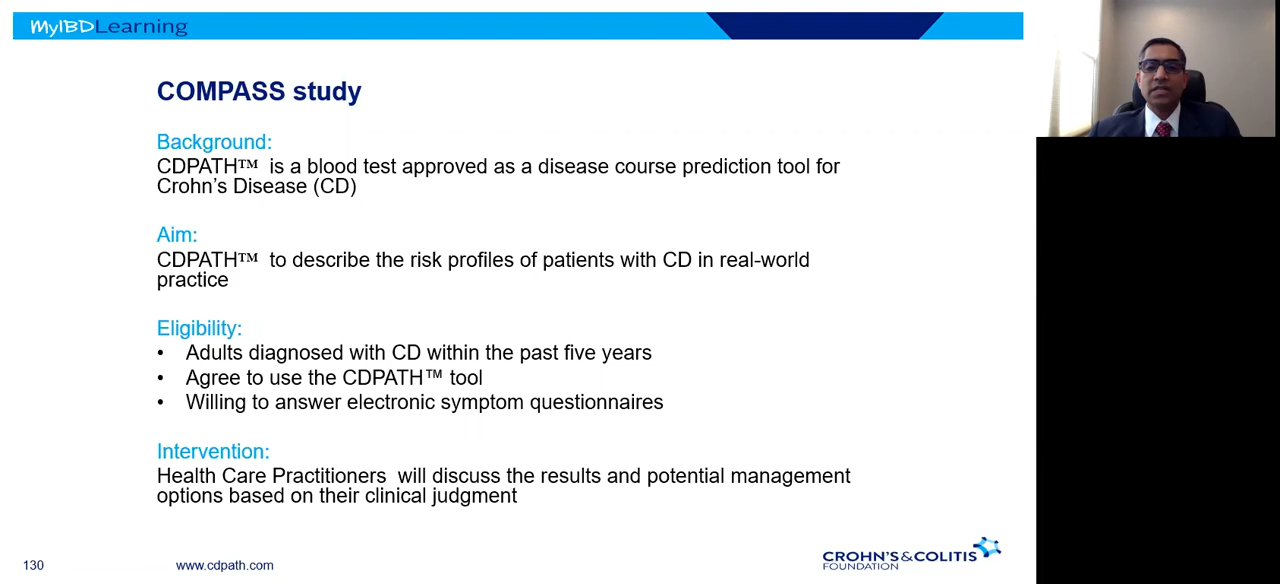 MyIBDLearning
COMPASS study
Background:
CDPATH™ is a blood test approved as a disease course prediction tool for
Crohn’s Disease (CD)
Aim:
CDPATH™ to describe the risk profiles of patients with CD in real-world
practice
Eligibility:
• Adults diagnosed with CD within the past five years
• Agree to use the CDPATH™ tool
• Willing to answer electronic symptom questionnaires
Intervention:
Health Care Practitioners will discuss the results and potential management
options based on their clinical judgment
130
www.cdpath.com
CROHN'S & COLITIS
FOUNDATION